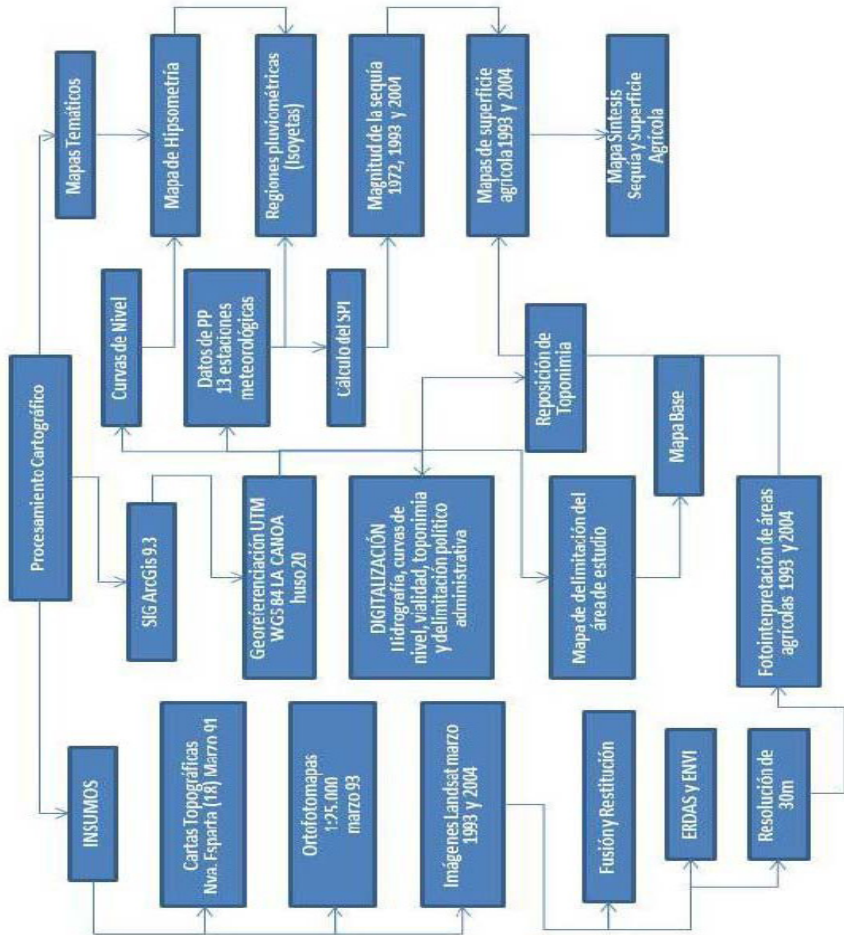 Procesamiento Cartográfico
INSUMOS
Cartas Topográficas
Nva. Esparta (18) Marzo 91
Ortofotomapas
1:25.000
marzo 93
Imágenes Landsat marzo
1993 y 2004
Fusión y Restitución
ERDAS y ENVI
Resolución de
30m
SIG ArcGis 9.3
Georeferenciación UTM
WGS 84 LA CANOA
huso 20
DIGITALIZACIÓN
Hidrografía, curvas de
nivel, vialidad, toponimia
y delimitación político
administrativa
Mapa de delimitación del
área de estudio
Mapa Base
Fotointerpretación de áreas
agrícolas 1993 y 2004
Curvas de Nivel
Datos de PP
13 estaciones
meteorológicas
Cálculo del SPI
Reposición de
Toponimia
Mapas Temáticos
Mapa de Hipsometría
Regiones pluviométricas
(Isoyetas)
Magnitud de la sequía
1972, 1993 y 2004
Mapas de superficie
agrícola 1993 y 2004
Mapa Síntesis
Sequía y Superficie
Agrícola